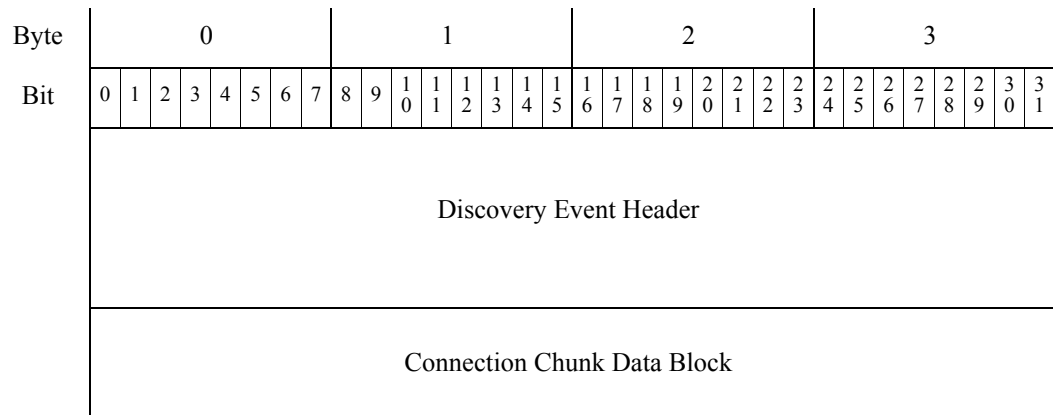 Byte 0 1 2 3
Bit 0 1 2 3 4 5 6 7 8 9 10 11 12 13 14 15 16 17 18 19 20 21 22 23 24 25 26 27 28 29 30 31
Discovery Event Header
Connection Chunk Data Block